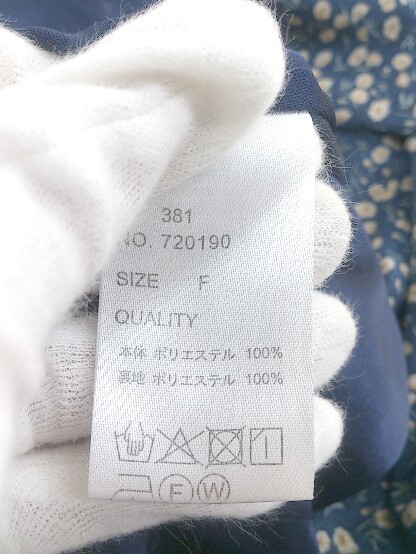 381
NO. 720190
SIZE F
QUALITY
本体 ポリエステル 100%
裏地 ポリエステル 100%
F W